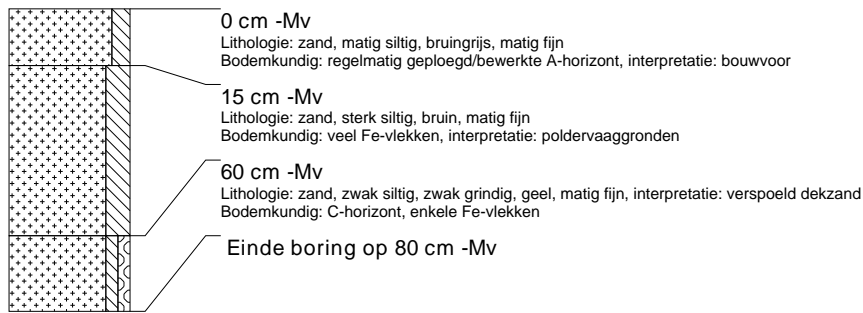 0 cm -Mv
Lithologie: zand, matig siltig, bruingrijs, matig fijn
Bodemkundig: regelmatig geploegd/bewerkte A-horizont, interpretatie: bouwvoor
15 cm -Mv
Lithologie: zand, sterk siltig, bruin, matig fijn
Bodemkundig: veel Fe-vlekken, interpretatie: poldervaaggronden
60 cm -Mv
Lithologie: zand, zwak siltig, zwak grindig, geel, matig fijn, interpretatie: verspoeld dekzand
Bodemkundig: C-horizont, enkele Fe-vlekken
Einde boring op 80 cm -Mv